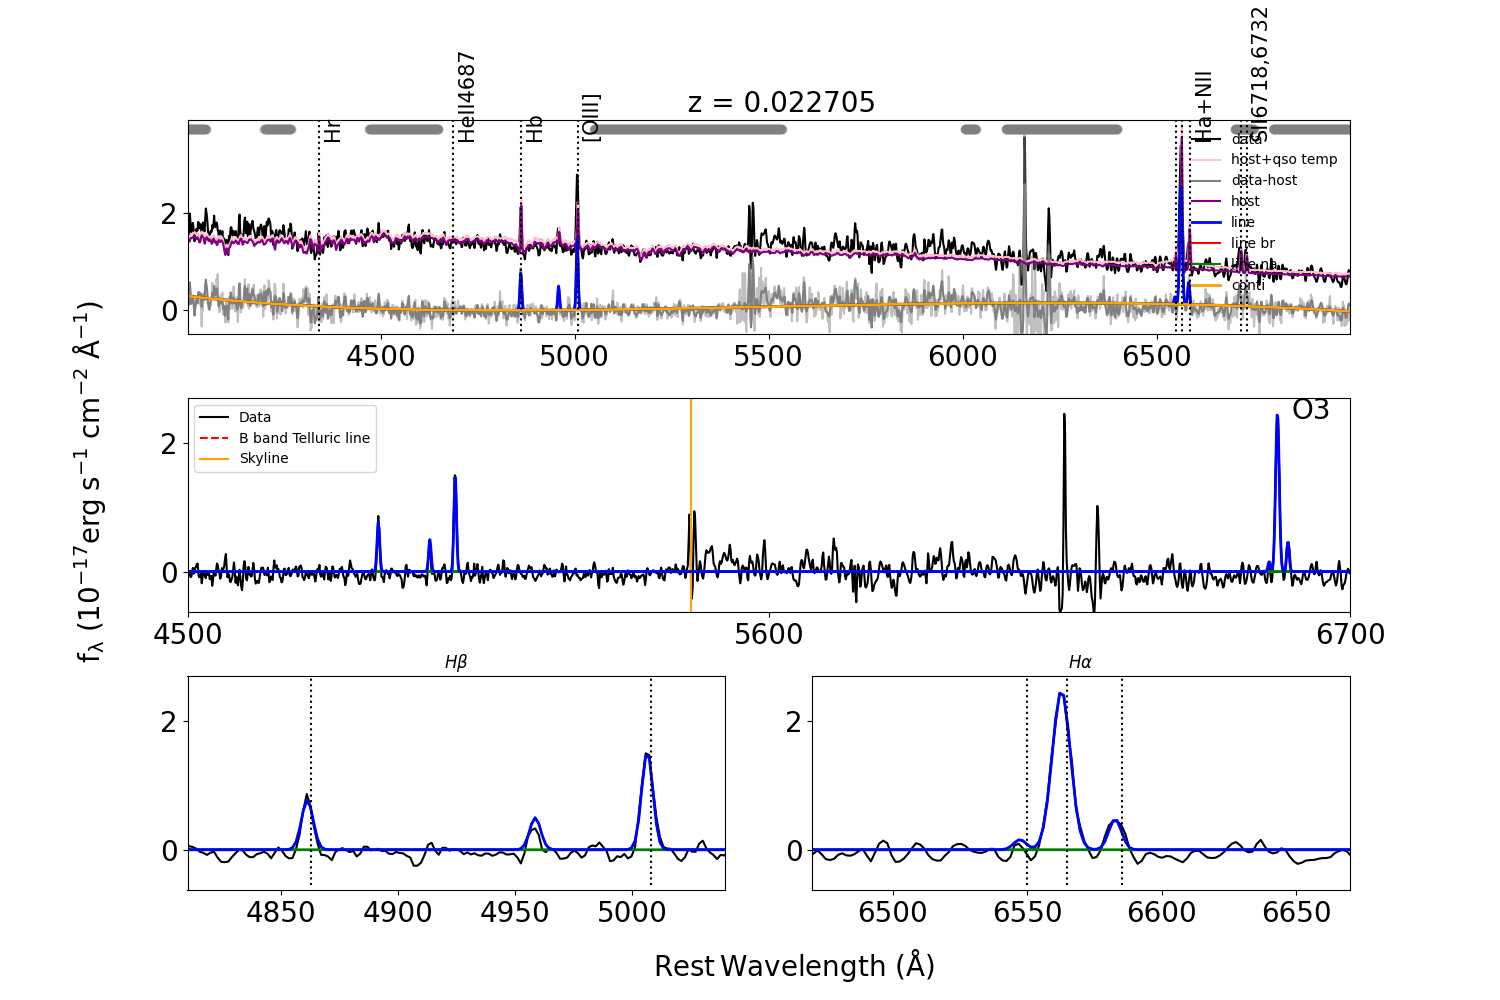 z = 0.022705
Hr
HeII4687
Hb
[OIII]
Ha+NII
SII6718,6732
data
host+qso temp
data-host
host
line
line br
line na
conti
2
0
4500 5000 5500 6000 6500
f_λ (10^{-17}erg s^{-1} cm^{-2} Å^{-1})
O3
Data
B band Telluric line
Skyline
2
0
4500 5600 6700
Hβ
2
0
4850 4900 4950 5000
Hα
2
0
6500 6550 6600 6650
Rest Wavelength (Å)